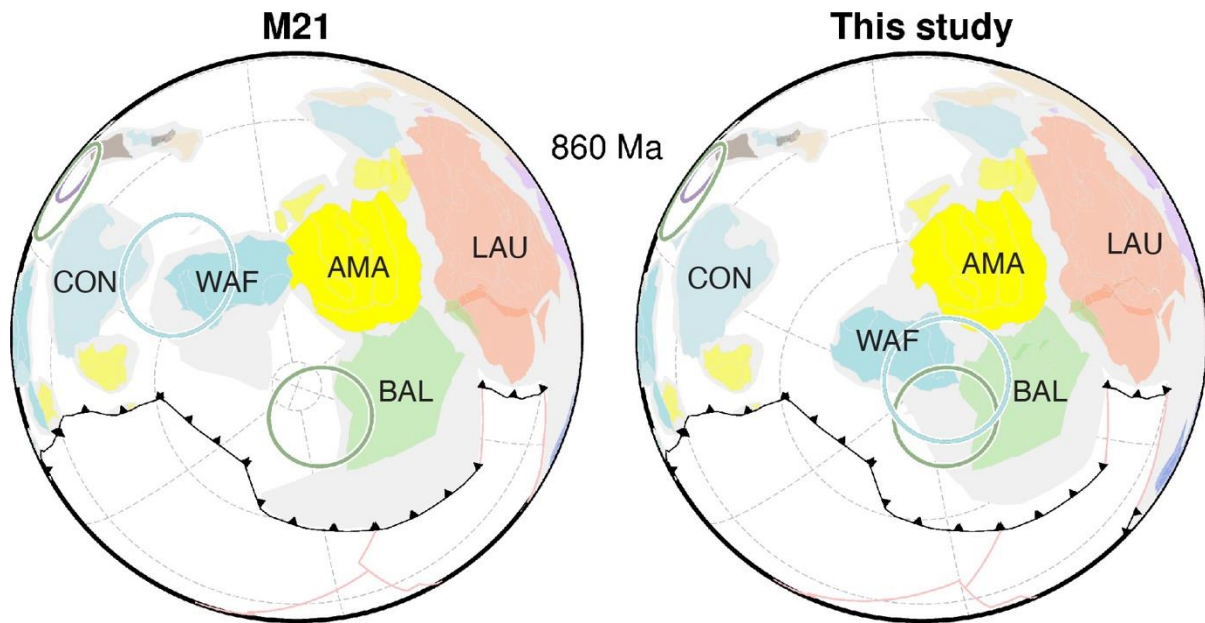 M21
This study
860 Ma
CON
WAF
AMA
LAU
BAL
CON
WAF
AMA
LAU
BAL